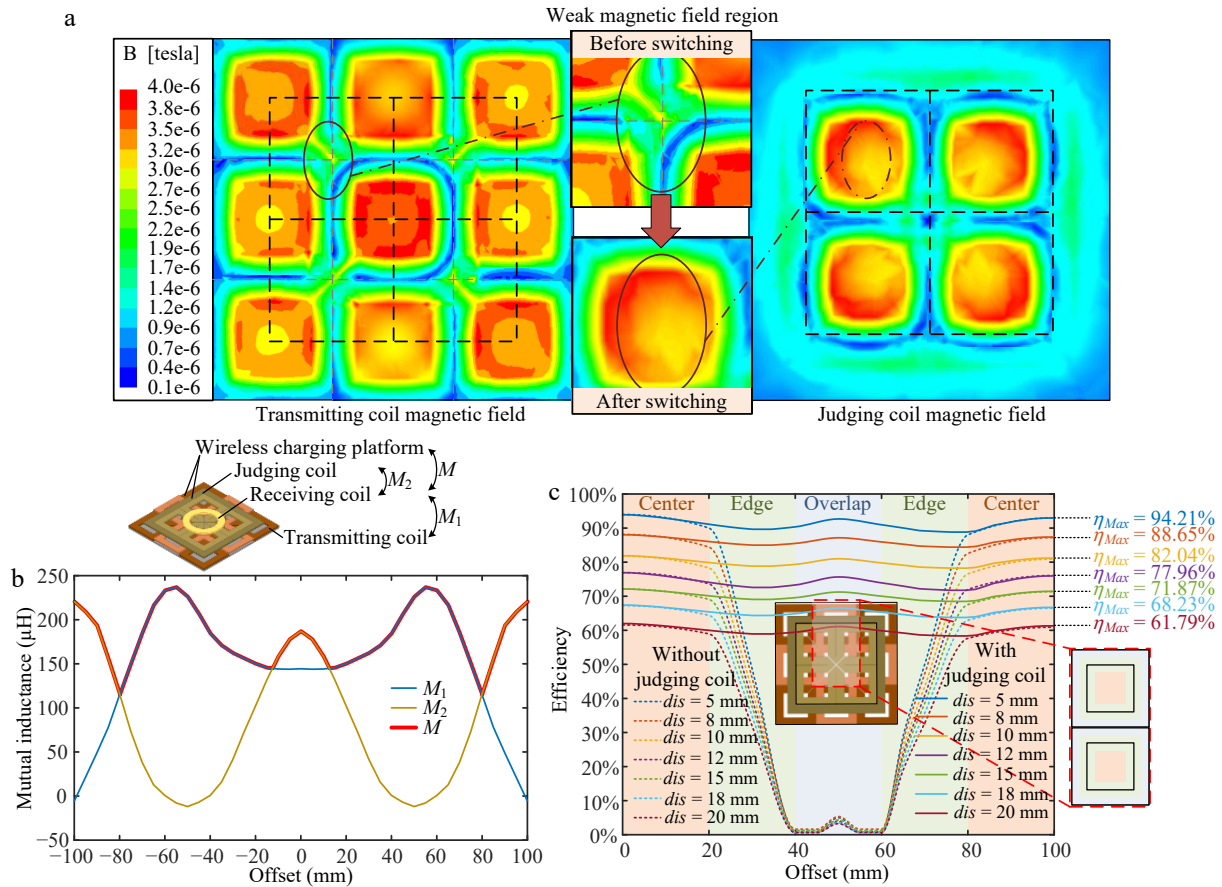 a
Weak magnetic field region
B [tesla]
4.0e-6
3.8e-6
3.5e-6
3.2e-6
3.0e-6
2.7e-6
2.5e-6
2.2e-6
1.9e-6
1.7e-6
1.4e-6
1.2e-6
0.9e-6
0.7e-6
0.4e-6
0.1e-6
Before switching
After switching
Transmitting coil magnetic field
Judging coil magnetic field
Wireless charging platform
Judging coil
Receiving coil
Transmitting coil
M
M₂
M₁
b
Mutual inductance (μH)
250
200
150
100
50
0
−50
M₁
M₂
M
−100
−80
−60
−40
−20
0
20
40
60
80
100
Offset (mm)
c
Efficiency
100%
90%
80%
70%
60%
50%
40%
30%
20%
10%
0%
Center
Edge
Overlap
Edge
Center
Without
judging coil
dis = 5 mm
dis = 8 mm
dis = 10 mm
dis = 12 mm
dis = 15 mm
dis = 18 mm
dis = 20 mm
With
judging coil
dis = 5 mm
dis = 8 mm
dis = 10 mm
dis = 12 mm
dis = 15 mm
dis = 18 mm
dis = 20 mm
0
20
40
60
80
100
Offset (mm)
ηMax = 94.21%
ηMax = 88.65%
ηMax = 82.04%
ηMax = 77.96%
ηMax = 71.87%
ηMax = 68.23%
ηMax = 61.79%